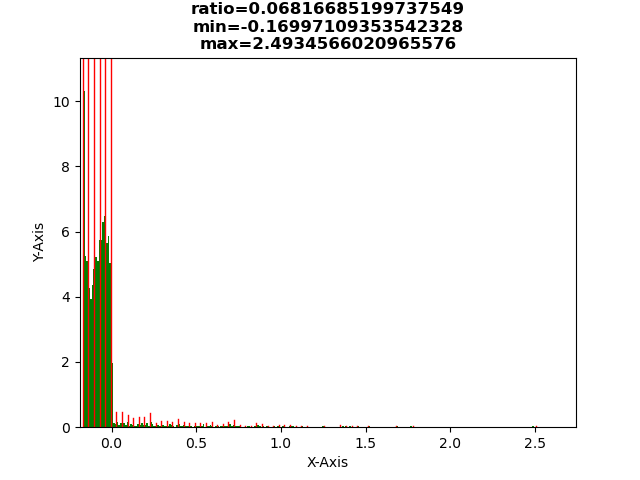 ratio=0.06816685199737549
min=-0.16997109353542328
max=2.4934566020965576
10
8
6
4
2
0
Y-Axis
0.0 0.5 1.0 1.5 2.0 2.5
X-Axis